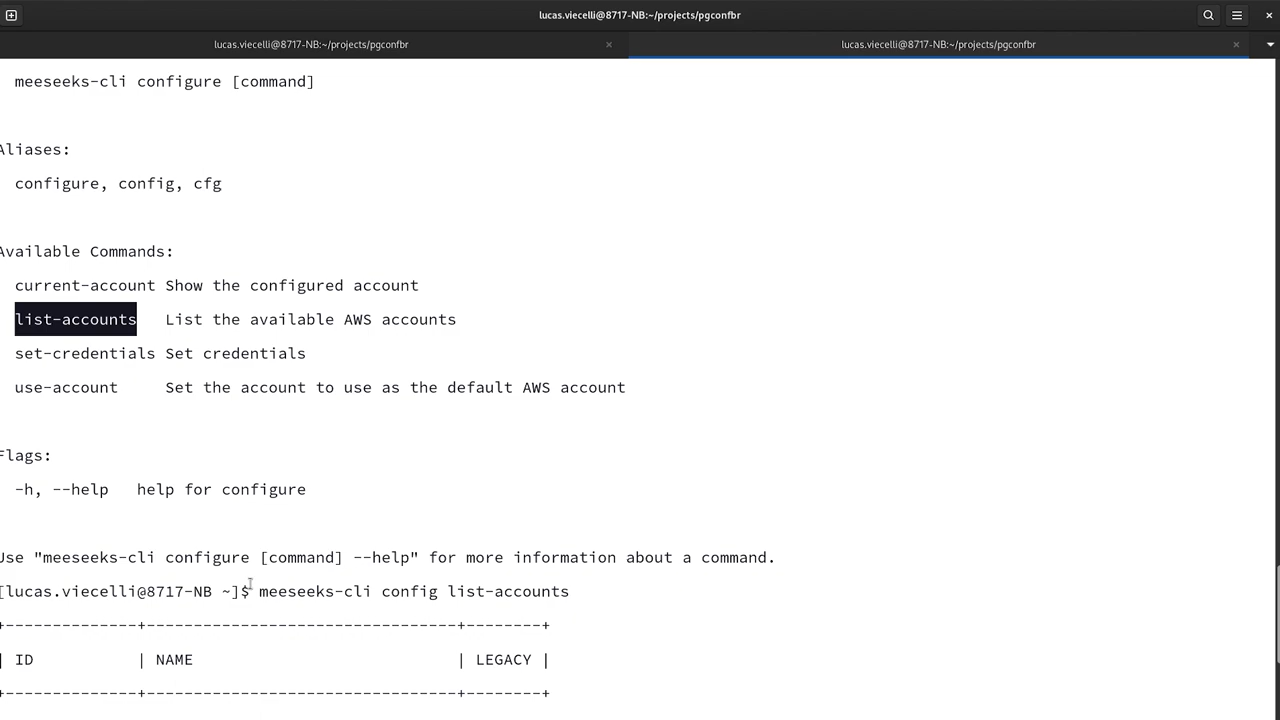 lucas.viecelli@8717-NB:~/projects/pgconfbr
lucas.viecelli@8717-NB:~/projects/pgconfbr
lucas.viecelli@8717-NB:~/projects/pgconfbr
meeseeks-cli configure [command]
Aliases:
configure, config, cfg
Available Commands:
current-account Show the configured account
list-accounts   List the available AWS accounts
set-credentials Set credentials
use-account     Set the account to use as the default AWS account
Flags:
-h, --help   help for configure
Use "meeseeks-cli configure [command] --help" for more information about a command.
[lucas.viecelli@8717-NB ~]$ meeseeks-cli config list-accounts
+-------------+---------------------------------+--------+
| ID          | NAME                            | LEGACY |
+-------------+---------------------------------+--------+